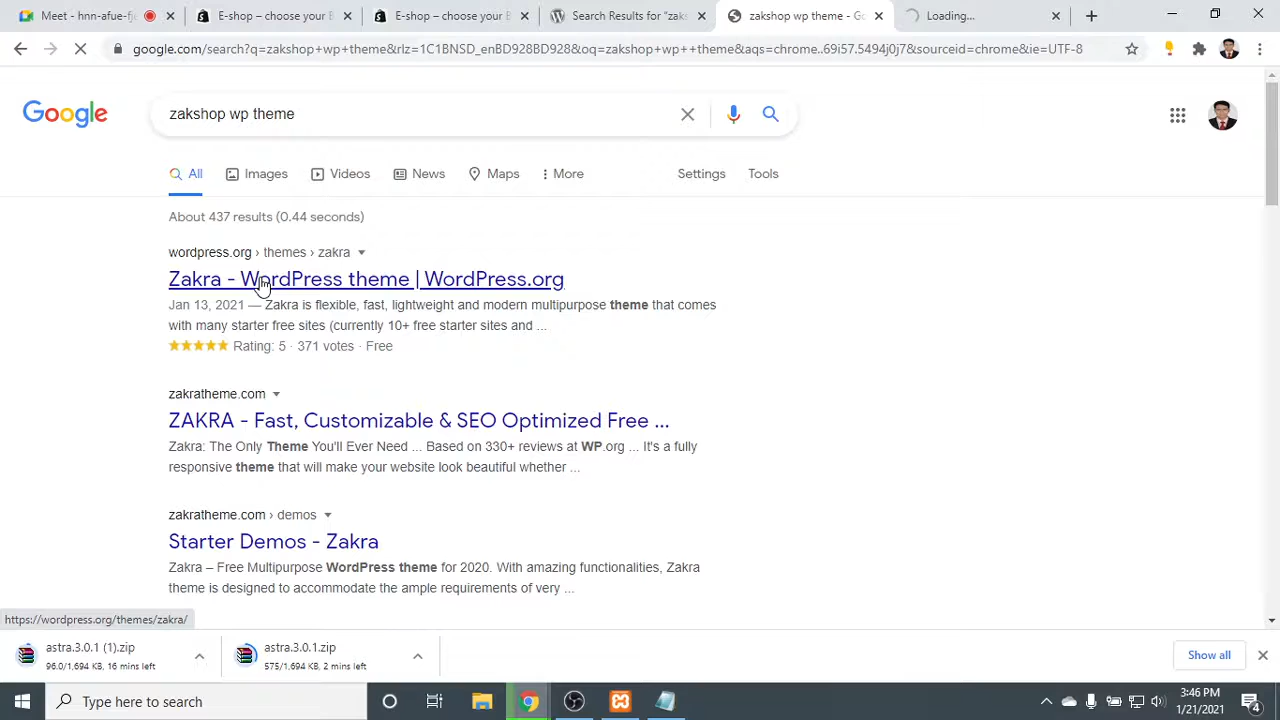 Meet - hnn-afue-fj
E-shop – choose your B
E-shop – choose your B
Search Results for “zaks
zakshop wp theme - Go
Loading...
google.com/search?q=zakshop+wp+theme&rlz=1C1BNSD_enBD928BD928&oq=zakshop+wp++theme&aqs=chrome..69i57.5494j0j7&sourceid=chrome&ie=UTF-8
Google
zakshop wp theme
All
Images
Videos
News
Maps
More
Settings
Tools
About 437 results (0.44 seconds)
wordpress.org › themes › zakra
Zakra - WordPress theme | WordPress.org
Jan 13, 2021 — Zakra is flexible, fast, lightweight and modern multipurpose theme that comes
with many starter free sites (currently 10+ free starter sites and ...
Rating: 5 · 371 votes · Free
zakratheme.com
ZAKRA - Fast, Customizable & SEO Optimized Free ...
Zakra: The Only Theme You'll Ever Need ... Based on 330+ reviews at WP.org ... It's a fully
responsive theme that will make your website look beautiful whether ...
zakratheme.com › demos
Starter Demos - Zakra
Zakra – Free Multipurpose WordPress theme for 2020. With amazing functionalities, Zakra
theme is designed to accommodate the ample requirements of very ...
https://wordpress.org/themes/zakra/
astra.3.0.1 (1).zip
96.0/1,694 KB, 16 mins left
astra.3.0.1.zip
575/1,694 KB, 2 mins left
Show all
Type here to search
3:46 PM
1/21/2021
4